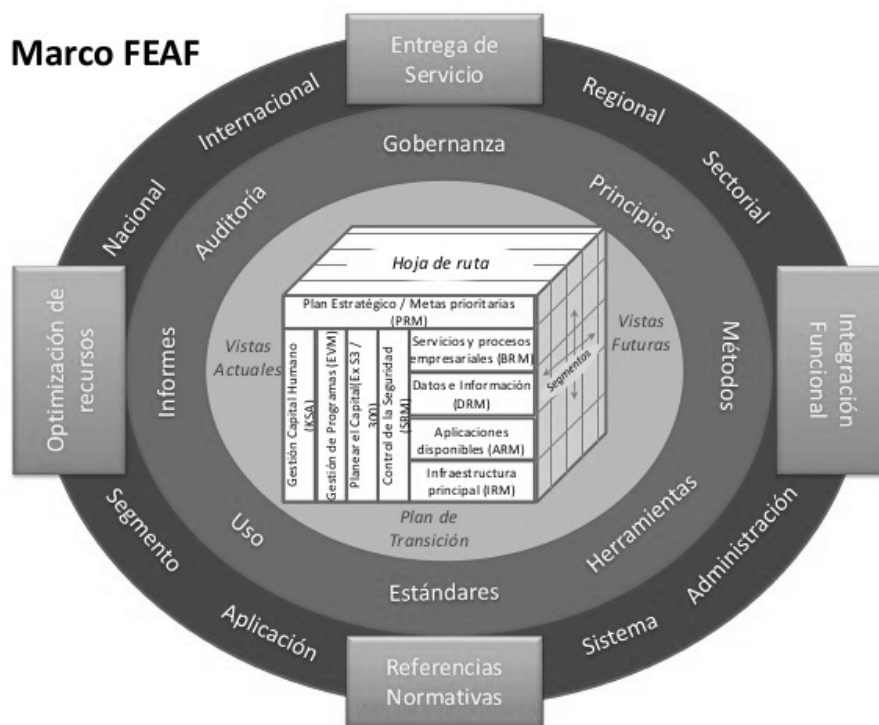 Marco FEAF
Entrega de
Servicio
Internacional
Regional
Nacional
Sectorial
Gobernanza
Auditoría
Principios
Hoja de ruta
Plan Estratégico / Metas prioritarias
(PRM)
Optimización de
recursos
Informes
Vistas
Actuales
Gestión Capital Humano
(KSA)
Gestión de Programas (EVM)
Planear el Capital(Ex S3 /
300)
Control de la Seguridad
(SRM)
Servicios y procesos
empresariales (BRM)
Datos e Información
(DRM)
Aplicaciones
disponibles (ARM)
Infraestructura
principal (IRM)
Segmentos
Vistas
Futuras
Métodos
Integración
Funcional
Plan de
Transición
Segmento
Uso
Herramientas
Administración
Estándares
Aplicación
Sistema
Referencias
Normativas